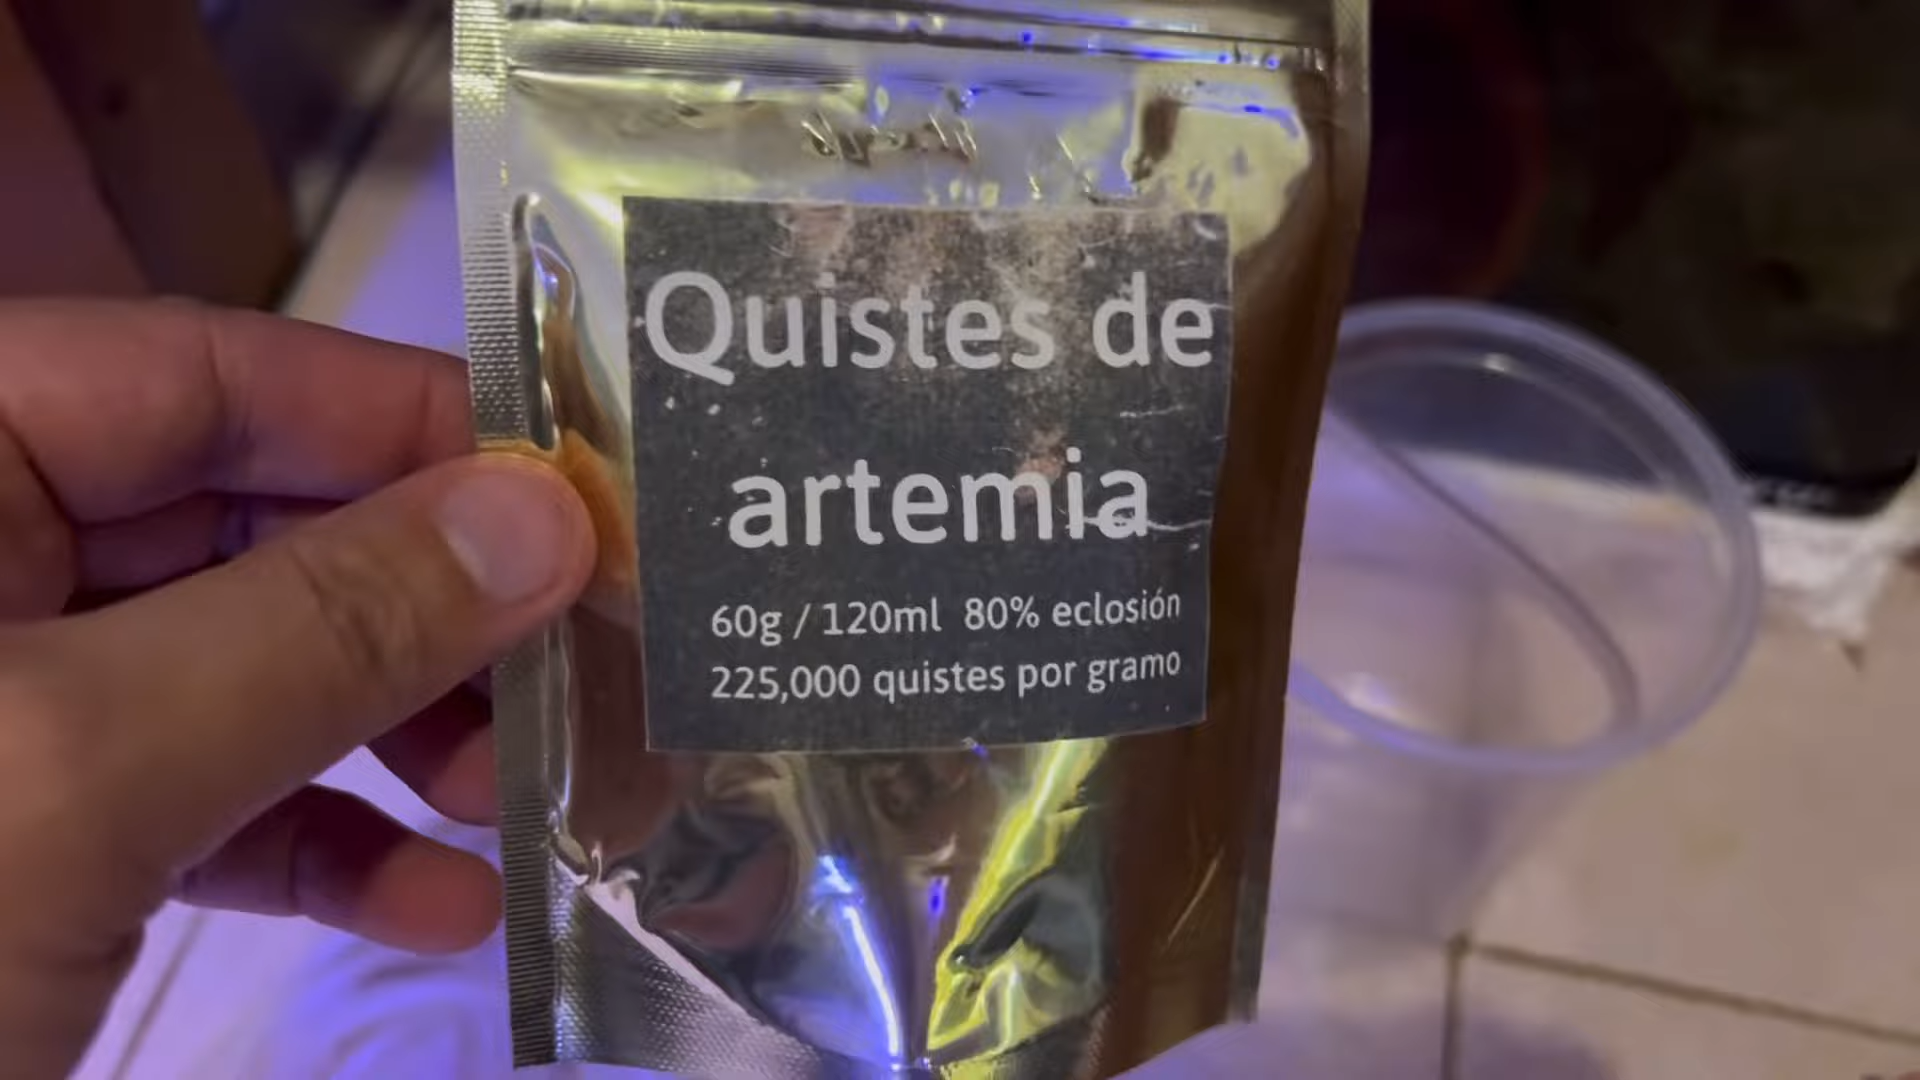 Quistes de
artemia
60g / 120ml 80% eclosión
225,000 quistes por gramo